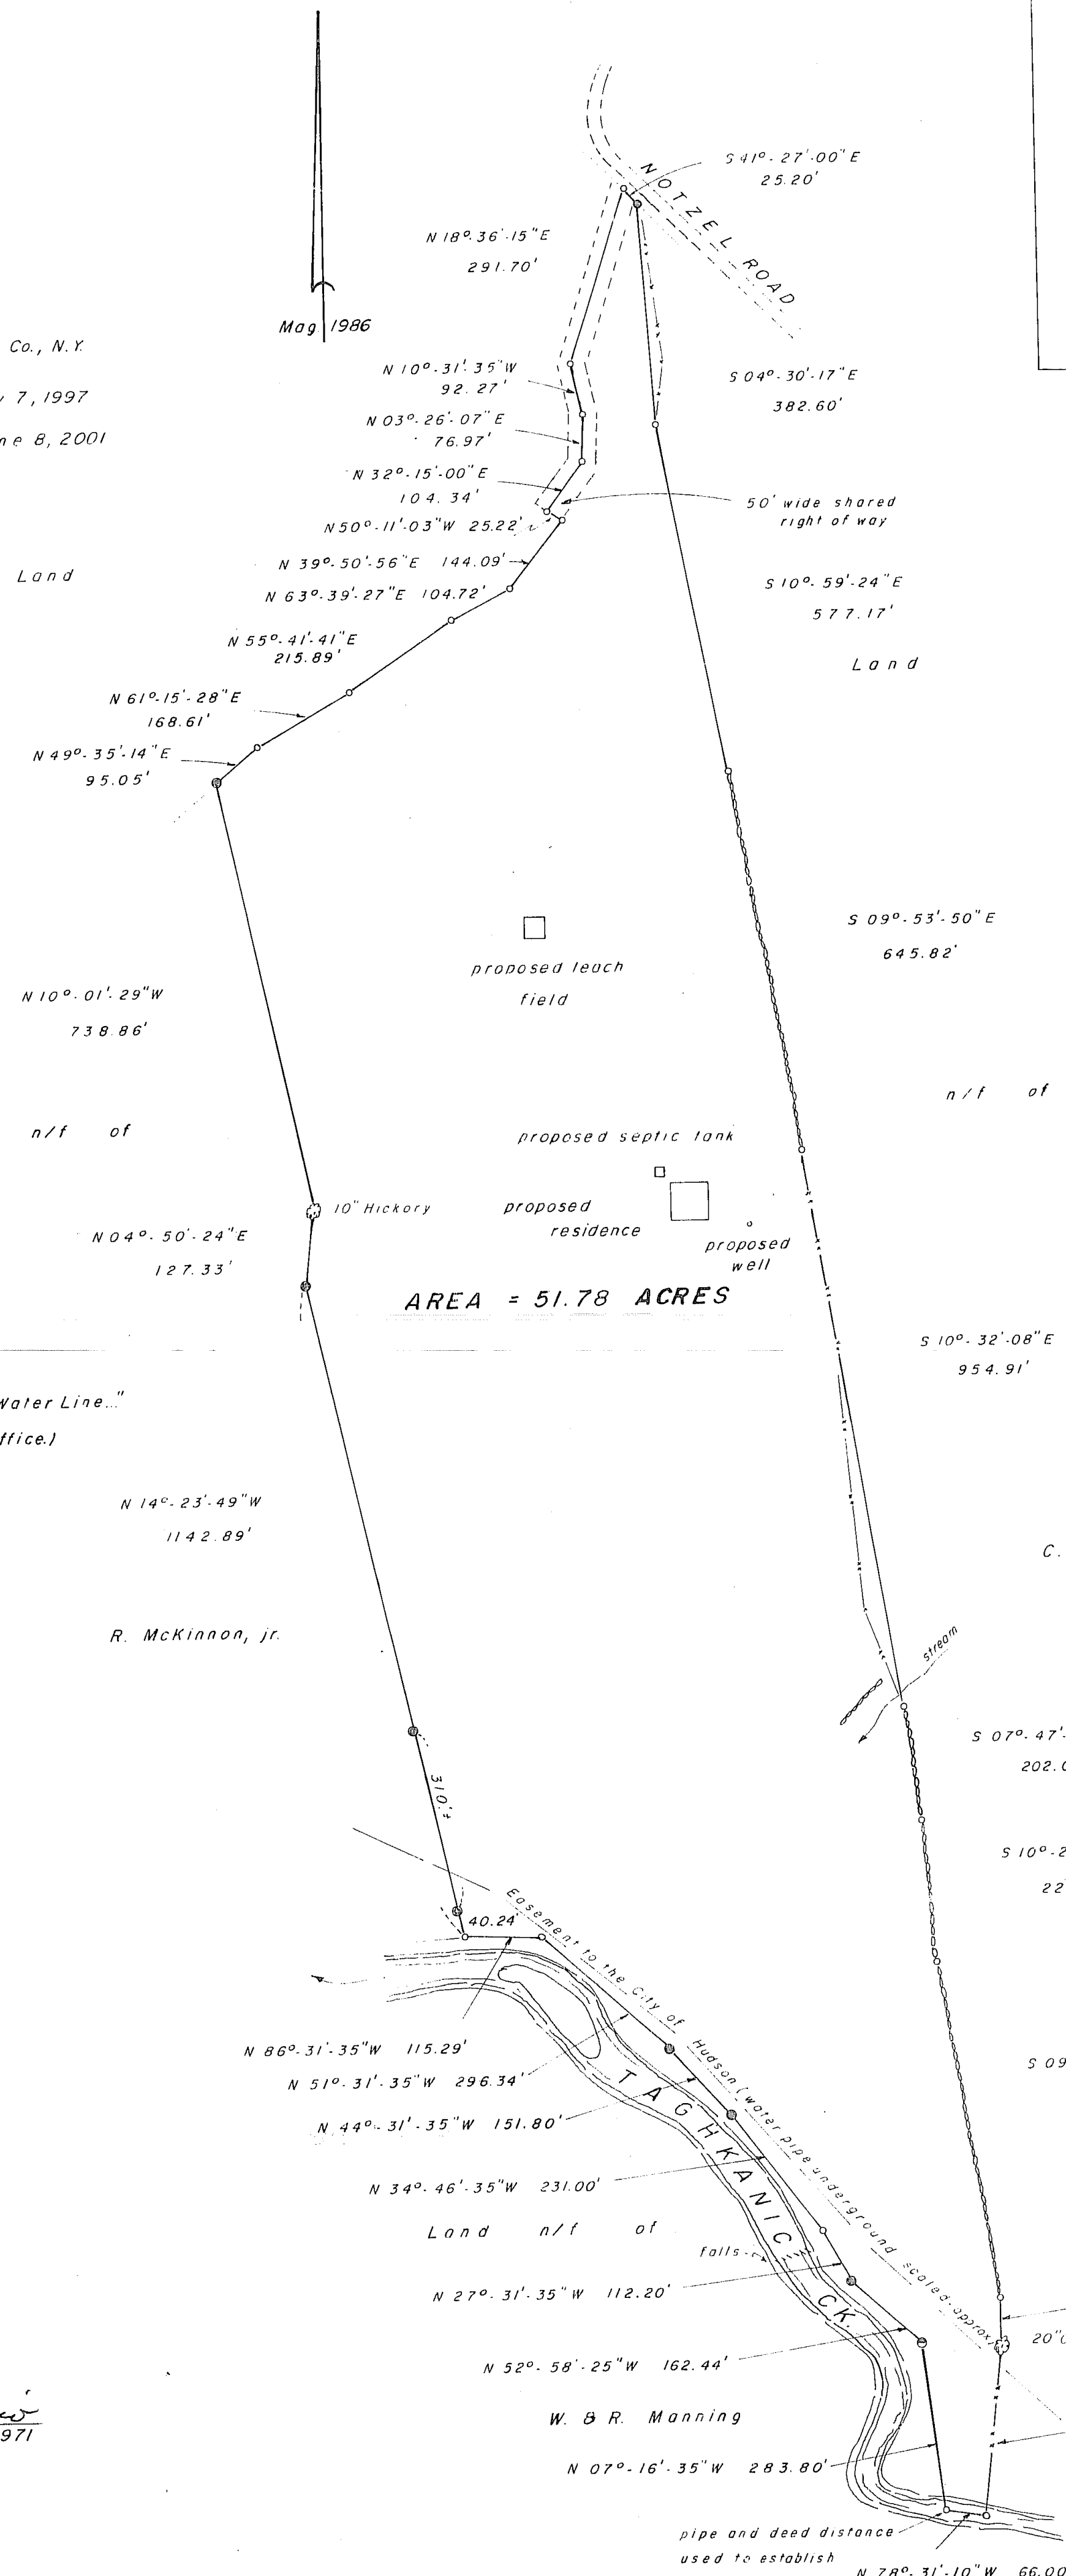 S 41°-27'-00"E
25.20'
NOTZEL ROAD
N 18°-36'-15"E
291.70'
Mag. 1986
Co., N.Y.
7, 1997
8, 2001
N 10°-31'-35"W
92.27'
S 04°-30'-17"E
382.60'
N 03°-26'-07"E
76.97'
N 32°-15'-00"E
104.34'
50' wide shared
right of way
N 50°-11'-03"W 25.22'
N 39°-50'-56"E 144.09'
Land
N 63°-39'-27"E 104.72'
S 10°-59'-24"E
577.17'
N 55°-41'-41"E
215.89'
Land
N 61°-15'-28"E
168.61'
N 49°-35'-14"E
95.05'
S 09°-53'-50"E
645.82'
proposed leach
field
N 10°-01'-29"W
738.86'
n/f of
n/f of
proposed septic tank
10" Hickory
proposed
residence
proposed
well
N 04°-50'-24"E
127.33'
AREA = 51.78 ACRES
S 10°-32'-08"E
954.91'
Water Line..."
ffice.)
N 14°-23'-49"W
1142.89'
C.
R. McKinnon, jr.
stream
S 07°-47'-
202.0
310'±
S 10°-2
22
Easement to the City of Hudson (water pipe underground scaled-approx.)
40.24'
N 86°-31'-35"W 115.29'
S 09
N 51°-31'-35"W 296.34'
N 44°-31'-35"W 151.80'
TAGHKANIC CK.
N 34°-46'-35"W 231.00'
Land n/f of
falls
N 27°-31'-35"W 112.20'
20"
N 52°-58'-25"W 162.44'
W. & R. Manning
971
N 07°-16'-35"W 283.80'
pipe and deed distance
used to establish
N 78°-31'-10"W 66.00